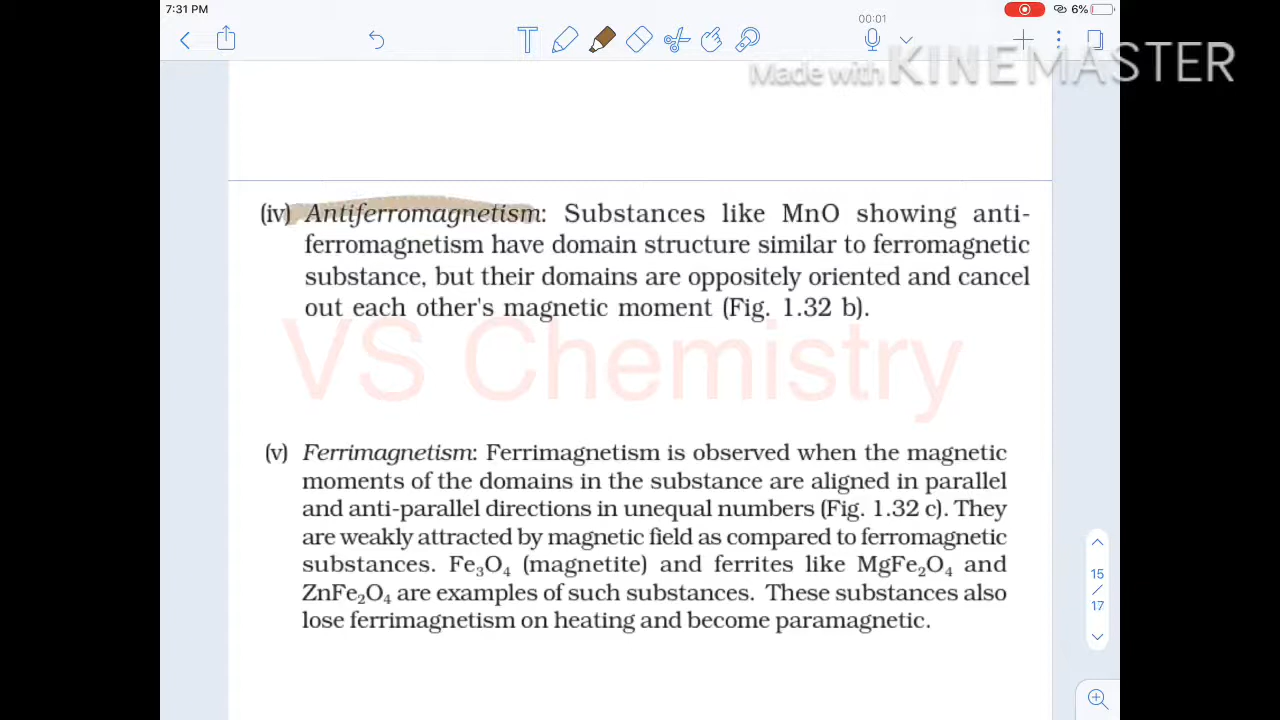 7:31 PM
6%
00:01
T
Made with KINEMASTER
(iv) Antiferromagnetism: Substances like MnO showing anti-
ferromagnetism have domain structure similar to ferromagnetic
substance, but their domains are oppositely oriented and cancel
out each other's magnetic moment (Fig. 1.32 b).
VS Chemistry
(v) Ferrimagnetism: Ferrimagnetism is observed when the magnetic
moments of the domains in the substance are aligned in parallel
and anti-parallel directions in unequal numbers (Fig. 1.32 c). They
are weakly attracted by magnetic field as compared to ferromagnetic
substances. Fe₃O₄ (magnetite) and ferrites like MgFe₂O₄ and
ZnFe₂O₄ are examples of such substances. These substances also
lose ferrimagnetism on heating and become paramagnetic.
15
/
17